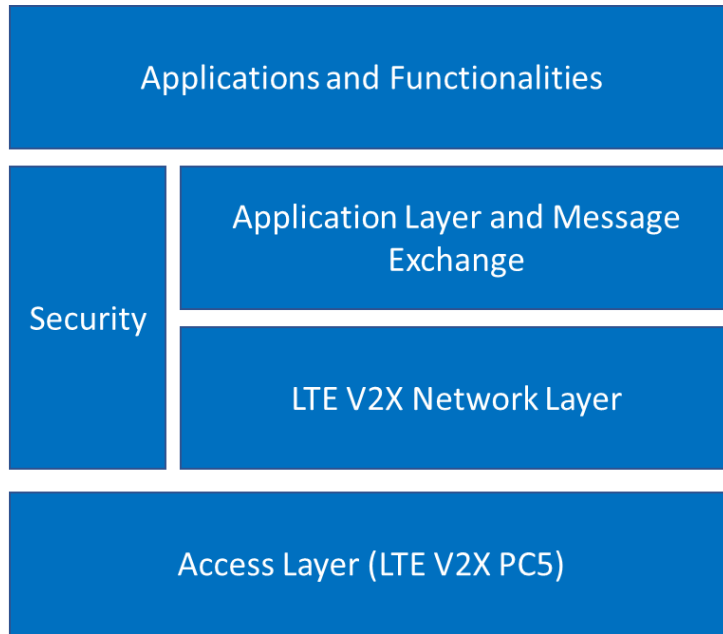 Applications and Functionalities
Application Layer and Message
Exchange
Security
LTE V2X Network Layer
Access Layer (LTE V2X PC5)